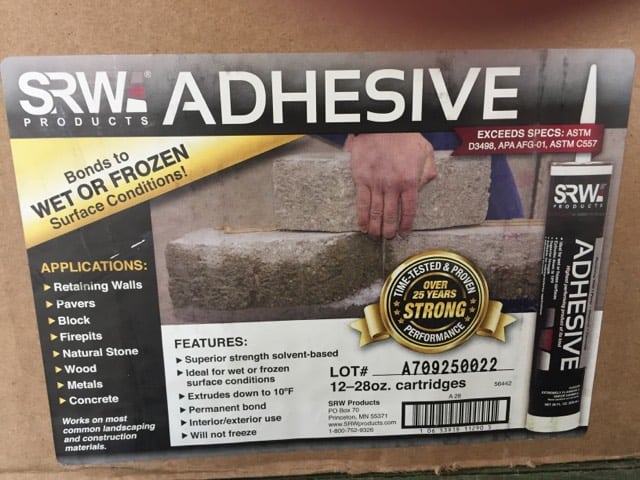 SRW®
PRODUCTS
ADHESIVE
EXCEEDS SPECS: ASTM
D3498, APA AFG-01, ASTM C557
Bonds to
WET OR FROZEN
Surface Conditions!
APPLICATIONS:
Retaining Walls
Pavers
Block
Firepits
Natural Stone
Wood
Metals
Concrete
Works on most
common landscaping
and construction
materials.
FEATURES:
Superior strength solvent-based
Ideal for wet or frozen
surface conditions
Extrudes down to 10°F
Permanent bond
Interior/exterior use
Will not freeze
TIME-TESTED & PROVEN
OVER
25 YEARS
STRONG
PERFORMANCE
LOT# A709250022
12–28oz. cartridges
56442
SRW Products
PO Box 70
Princeton, MN 55371
www.SRWproducts.com
1-800-752-9326
A 28
SRW
PRODUCTS
ADHESIVE